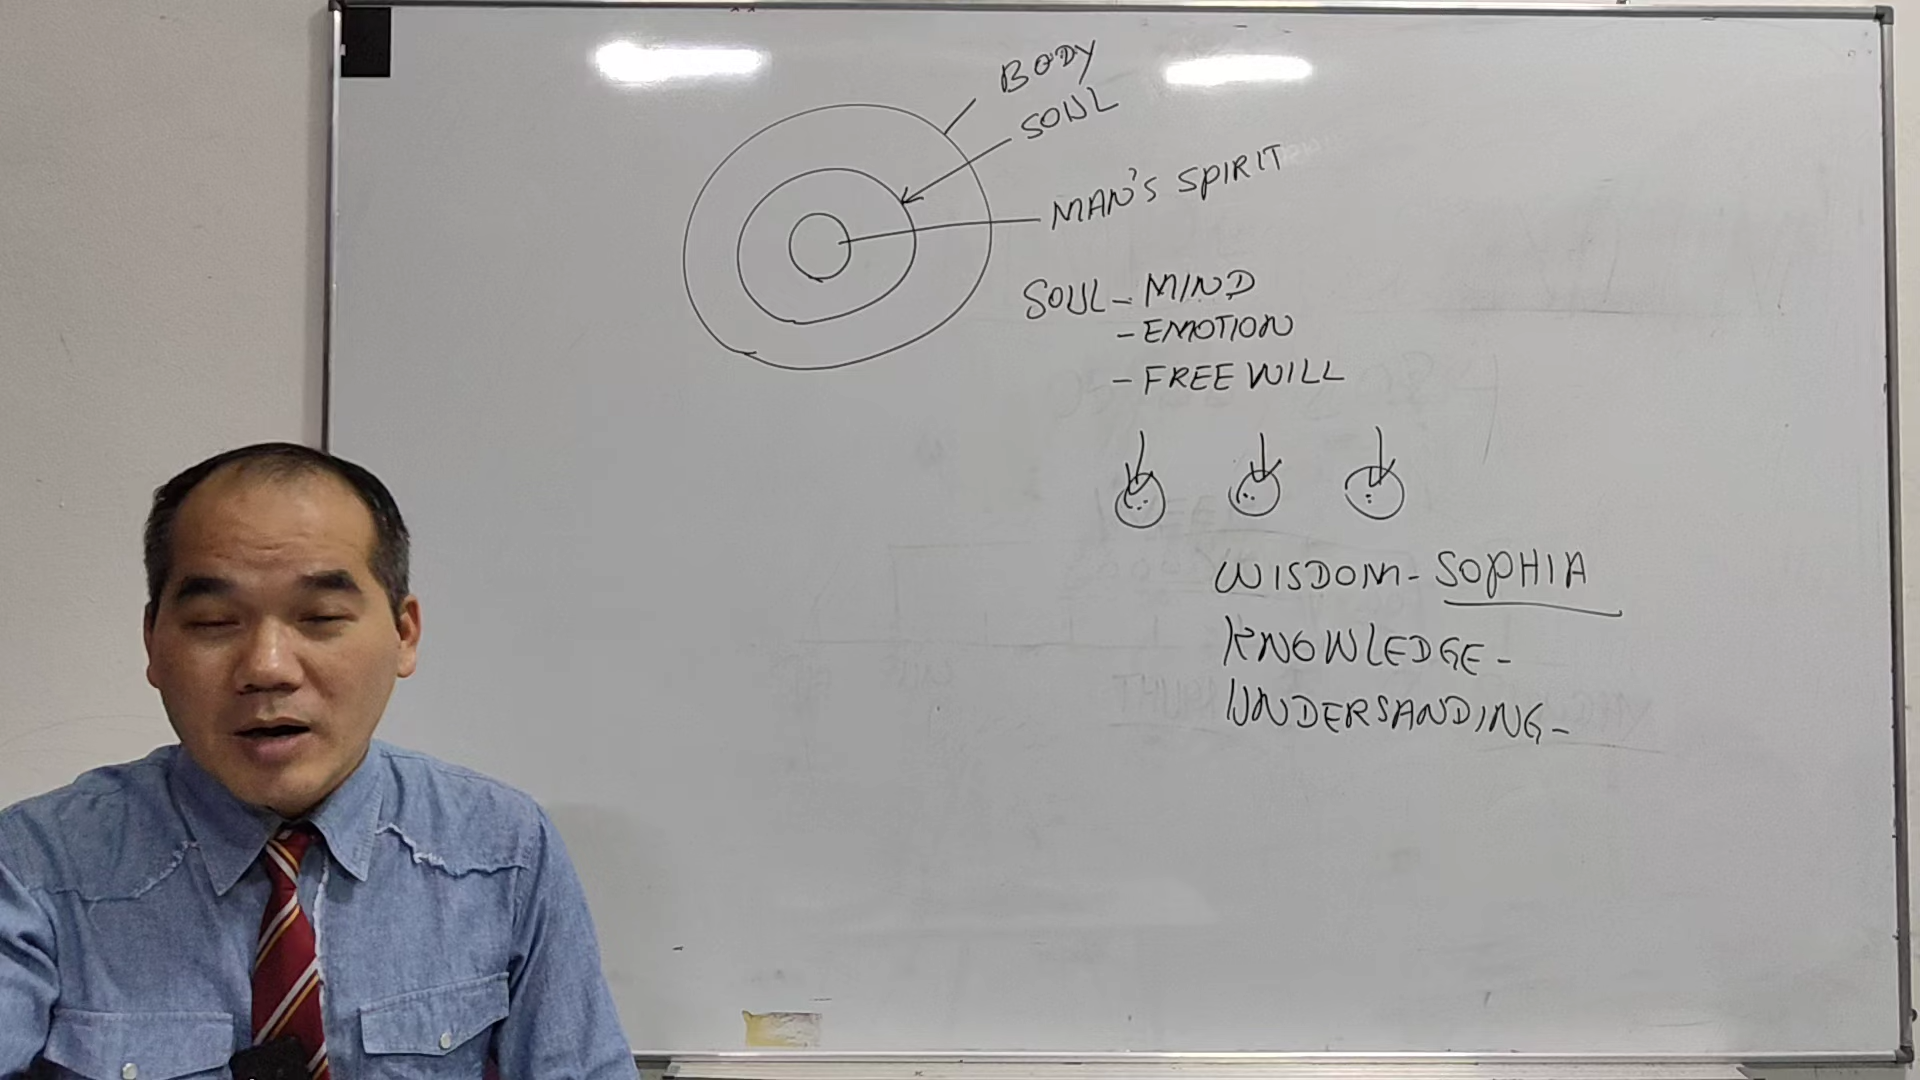 BODY
SOUL
MAN'S SPIRIT
SOUL - MIND
- EMOTION
- FREE WILL
WISDOM - SOPHIA
KNOWLEDGE -
UNDERSANDING -